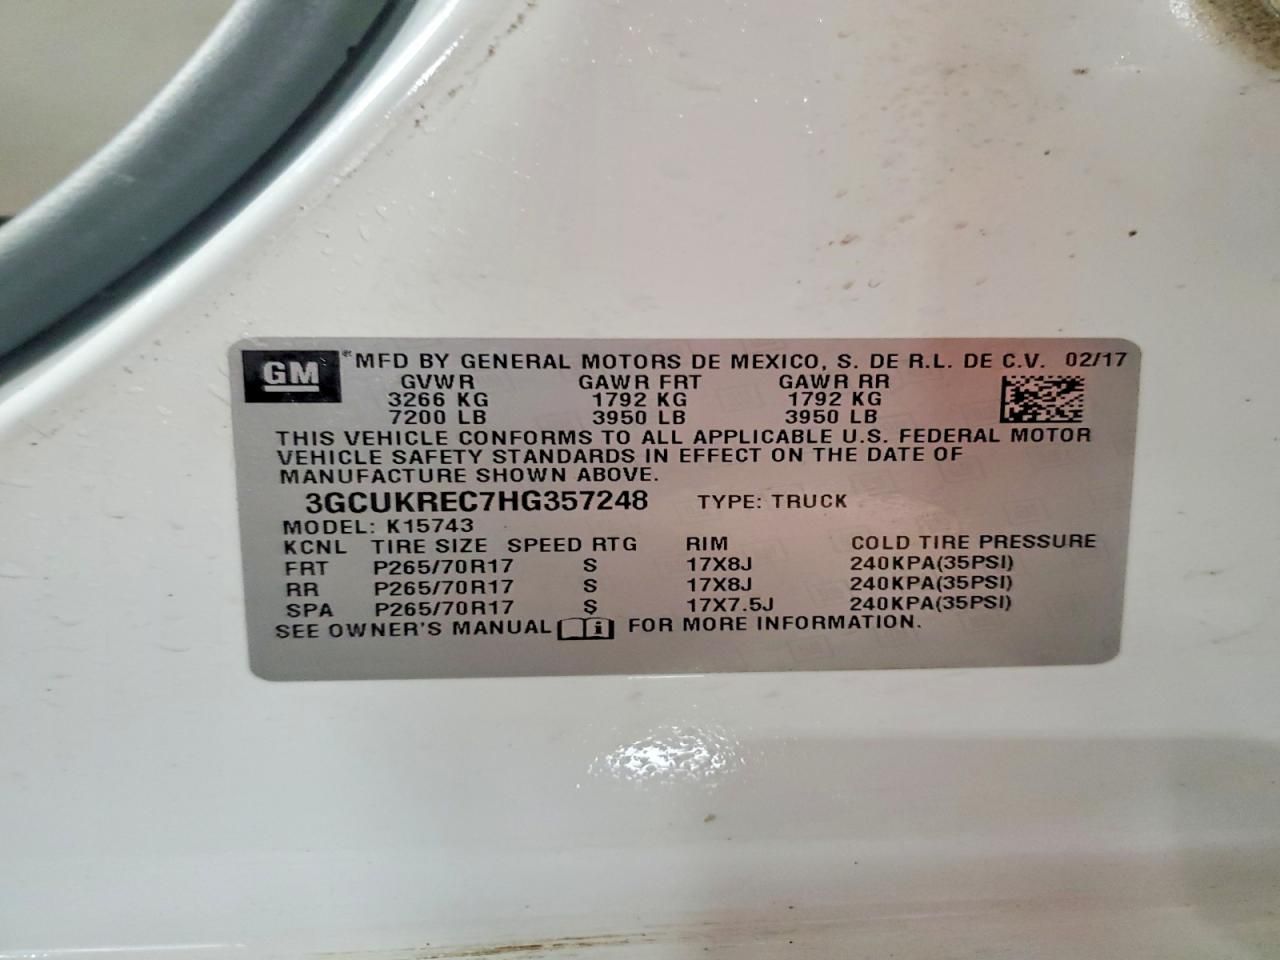 GM ® MFD BY GENERAL MOTORS DE MEXICO, S. DE R.L. DE C.V. 02/17
GVWR GAWR FRT GAWR RR
3266 KG 1792 KG 1792 KG
7200 LB 3950 LB 3950 LB
THIS VEHICLE CONFORMS TO ALL APPLICABLE U.S. FEDERAL MOTOR
VEHICLE SAFETY STANDARDS IN EFFECT ON THE DATE OF
MANUFACTURE SHOWN ABOVE.
3GCUKREC7HG357248 TYPE: TRUCK
MODEL: K15743
KCNL TIRE SIZE SPEED RTG RIM COLD TIRE PRESSURE
FRT P265/70R17 S 17X8J 240KPA(35PSI)
RR P265/70R17 S 17X8J 240KPA(35PSI)
SPA P265/70R17 S 17X7.5J 240KPA(35PSI)
SEE OWNER'S MANUAL i FOR MORE INFORMATION.